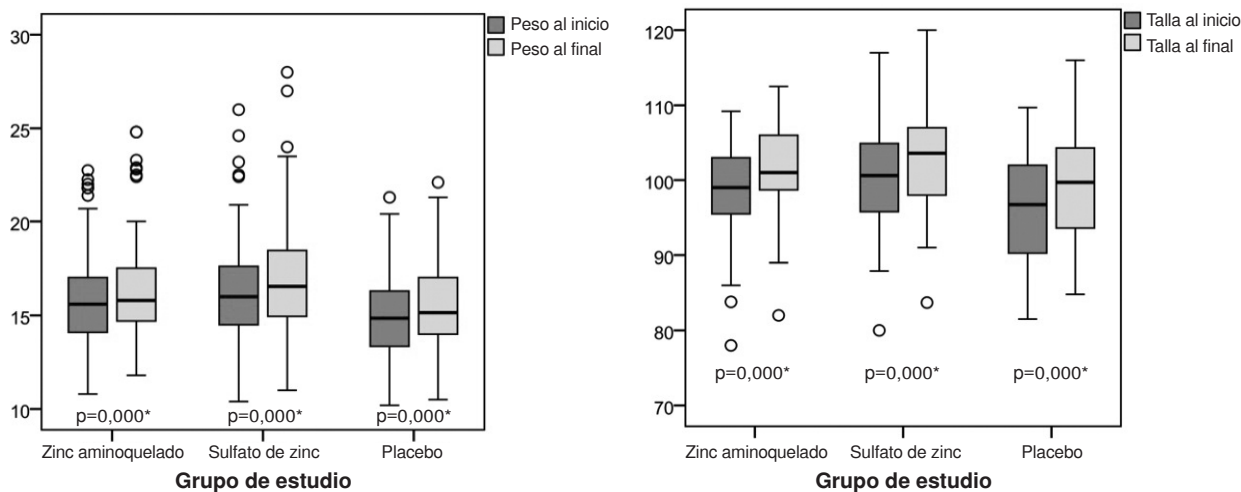 Peso al inicio
Peso al final
30
25
20
15
10
p=0,000*
p=0,000*
p=0,000*
Zinc aminoquelado
Sulfato de zinc
Placebo
Grupo de estudio
Talla al inicio
Talla al final
120
110
100
90
80
70
p=0,000*
p=0,000*
p=0,000*
Zinc aminoquelado
Sulfato de zinc
Placebo
Grupo de estudio